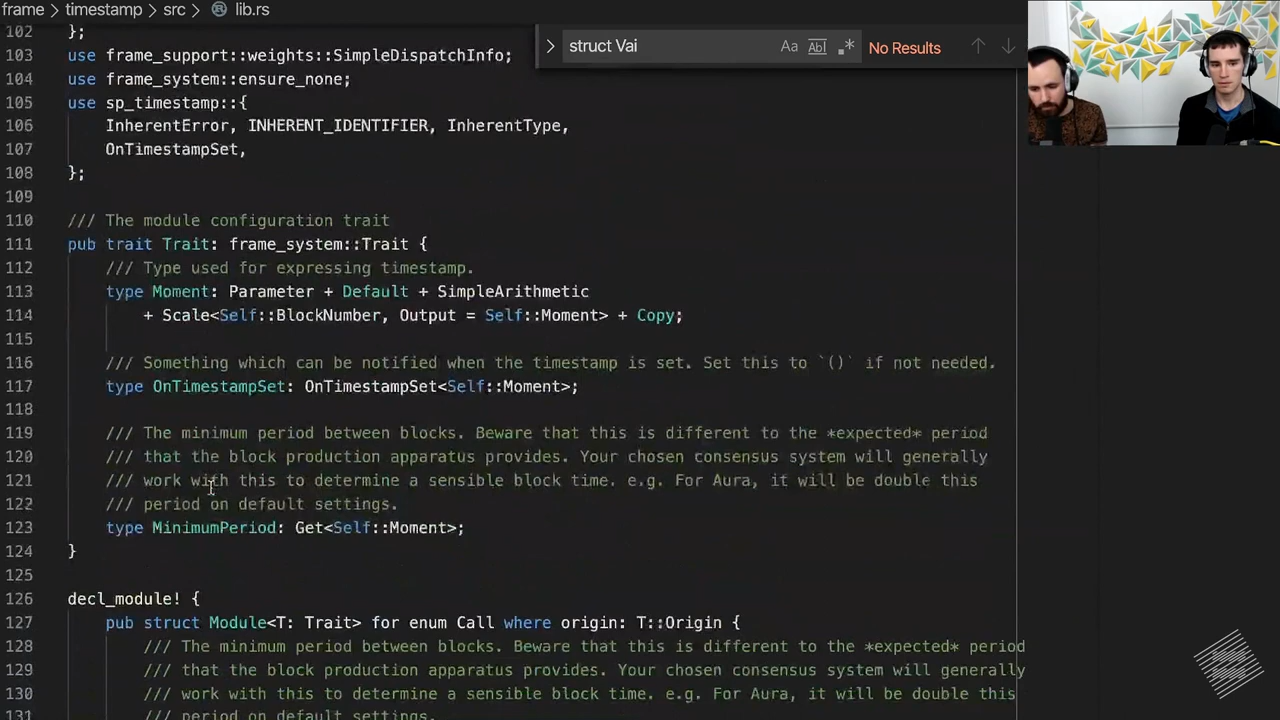 frame > timestamp > src > lib.rs
struct Vai
Aa Abl .* No Results
102 };
103 use frame_support::weights::SimpleDispatchInfo;
104 use frame_system::ensure_none;
105 use sp_timestamp::{
106 InherentError, INHERENT_IDENTIFIER, InherentType,
107 OnTimestampSet,
108 };
109
110 /// The module configuration trait
111 pub trait Trait: frame_system::Trait {
112 /// Type used for expressing timestamp.
113 type Moment: Parameter + Default + SimpleArithmetic
114 + Scale<Self::BlockNumber, Output = Self::Moment> + Copy;
115
116 /// Something which can be notified when the timestamp is set. Set this to `()` if not needed.
117 type OnTimestampSet: OnTimestampSet<Self::Moment>;
118
119 /// The minimum period between blocks. Beware that this is different to the *expected* period
120 /// that the block production apparatus provides. Your chosen consensus system will generally
121 /// work with this to determine a sensible block time. e.g. For Aura, it will be double this
122 /// period on default settings.
123 type MinimumPeriod: Get<Self::Moment>;
124 }
125
126 decl_module! {
127 pub struct Module<T: Trait> for enum Call where origin: T::Origin {
128 /// The minimum period between blocks. Beware that this is different to the *expected* period
129 /// that the block production apparatus provides. Your chosen consensus system will generally
130 /// work with this to determine a sensible block time. e.g. For Aura, it will be double this
131 /// period on default settings.